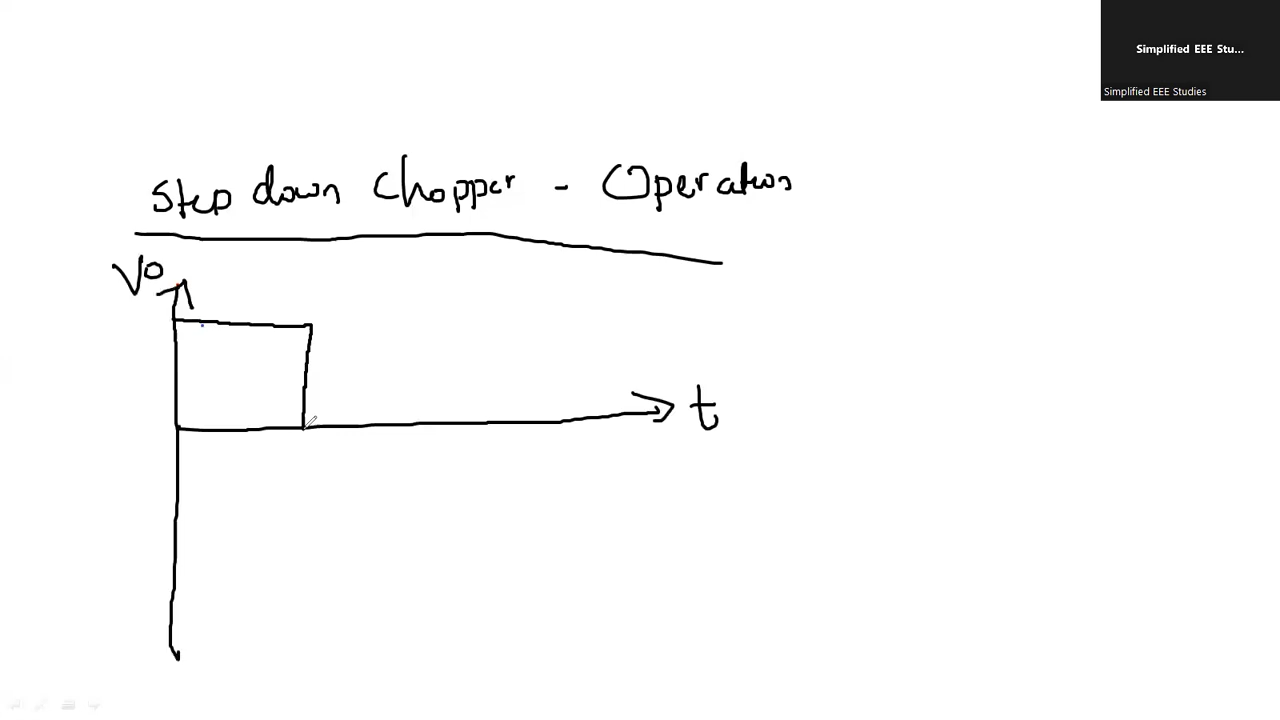 Simplified EEE Stu...
Simplified EEE Studies
Step down Chopper - Operation
Vo
t